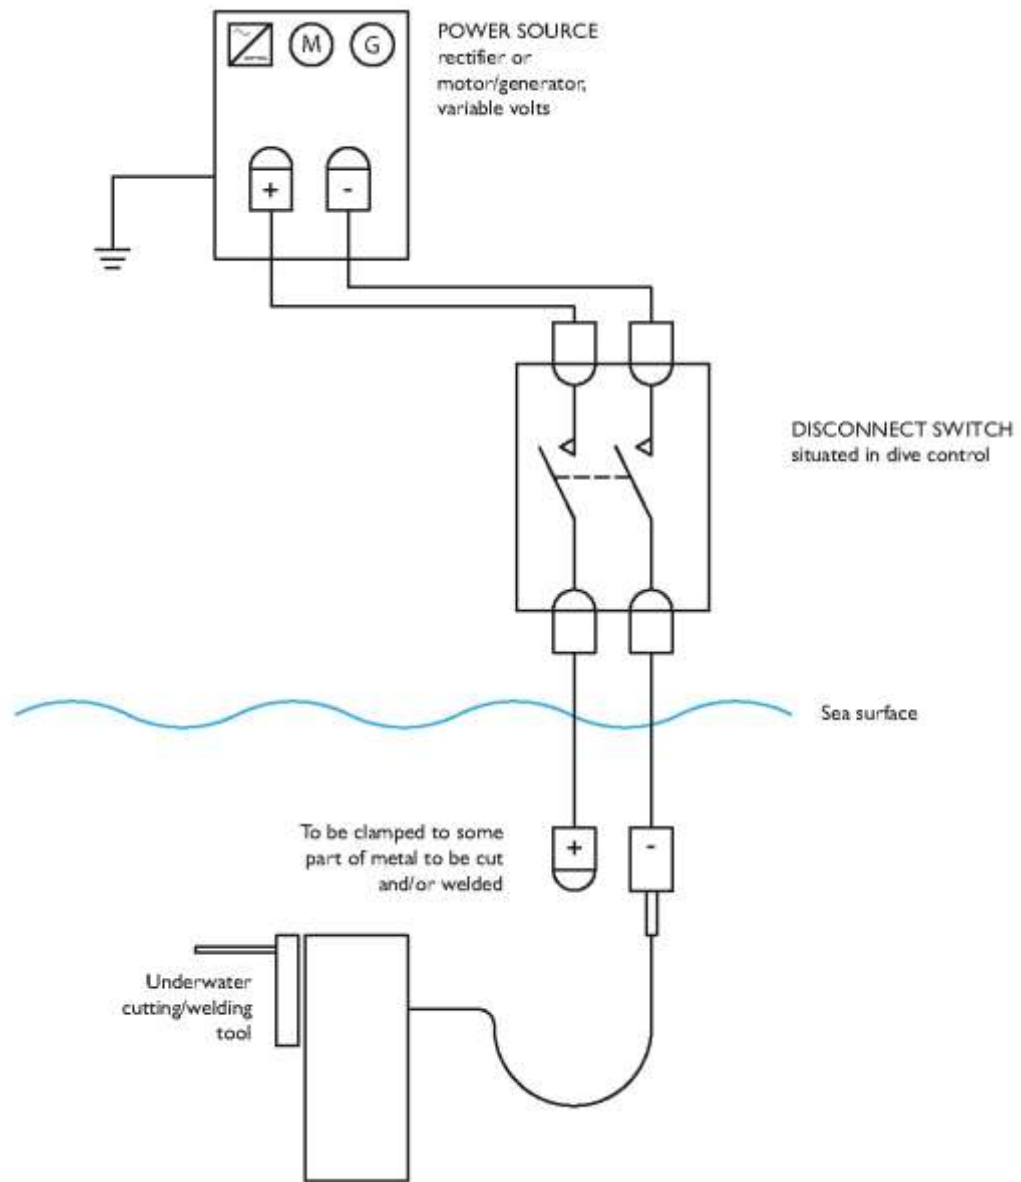 POWER SOURCE
rectifier or
motor/generator,
variable volts
M
G
+
-
DISCONNECT SWITCH
situated in dive control
Sea surface
To be clamped to some
part of metal to be cut
and/or welded
+
-
Underwater
cutting/welding
tool